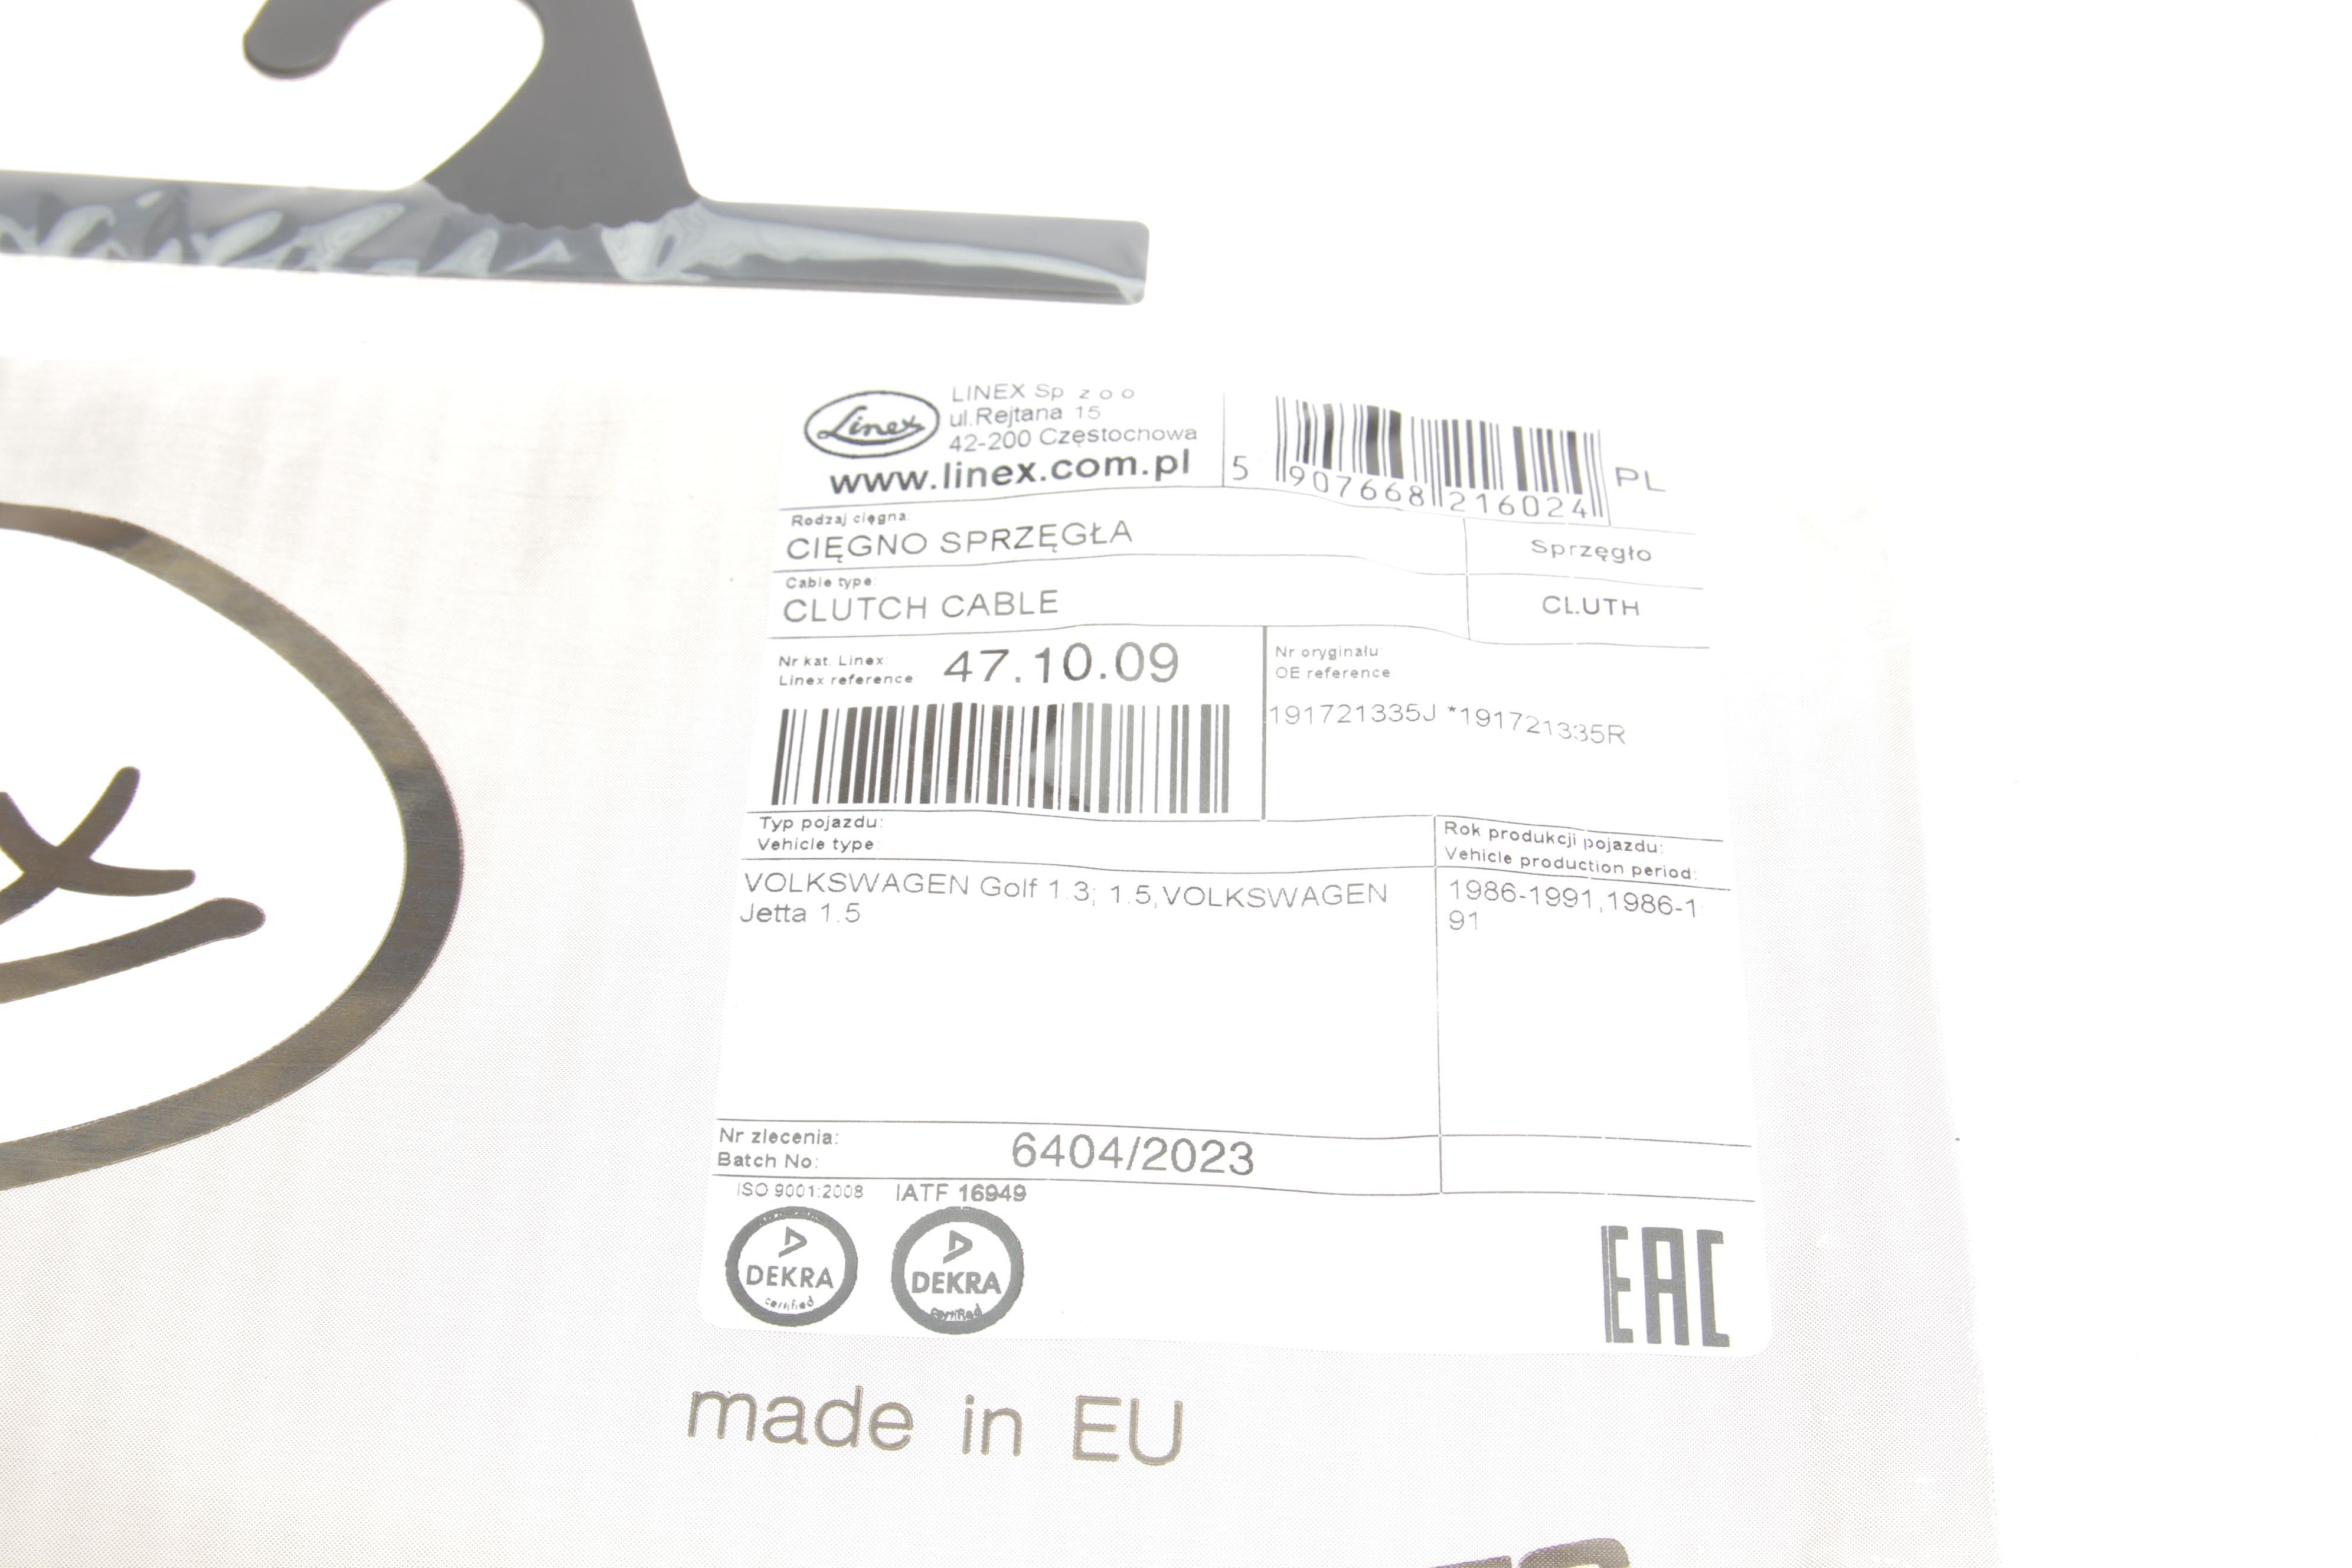 Linex
LINEX Sp z o o
ul.Rejtana 15
42-200 Częstochowa
www.linex.com.pl
5 907668 216024
PL
Rodzaj cięgna:
CIĘGNO SPRZĘGŁA
Sprzęgło
Cable type:
CLUTCH CABLE
CLUTH
Nr kat. Linex:
Linex reference
47.10.09
Nr oryginału:
OE reference
191721335J *191721335R
Typ pojazdu:
Vehicle type:
Rok produkcji pojazdu:
Vehicle production period:
VOLKSWAGEN Golf 1.3; 1.5,VOLKSWAGEN
Jetta 1.5
1986-1991,1986-1
91
Nr zlecenia:
Batch No:
6404/2023
ISO 9001:2008
IATF 16949
DEKRA
certified
DEKRA
certified
EAC
made in EU